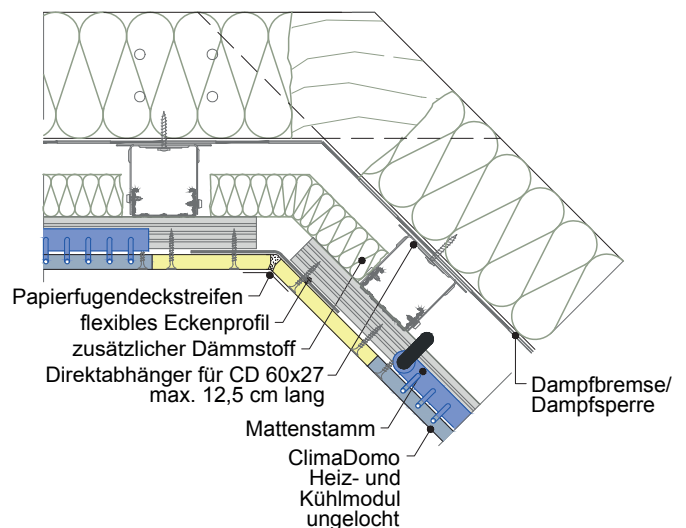 Papierfugendeckstreifen
flexibles Eckenprofil
zusätzlicher Dämmstoff
Direktabhänger für CD 60x27
max. 12,5 cm lang
Mattenstamm
ClimaDomo
Heiz- und
Kühlmodul
ungelocht
Dampfbremse/
Dampfsperre